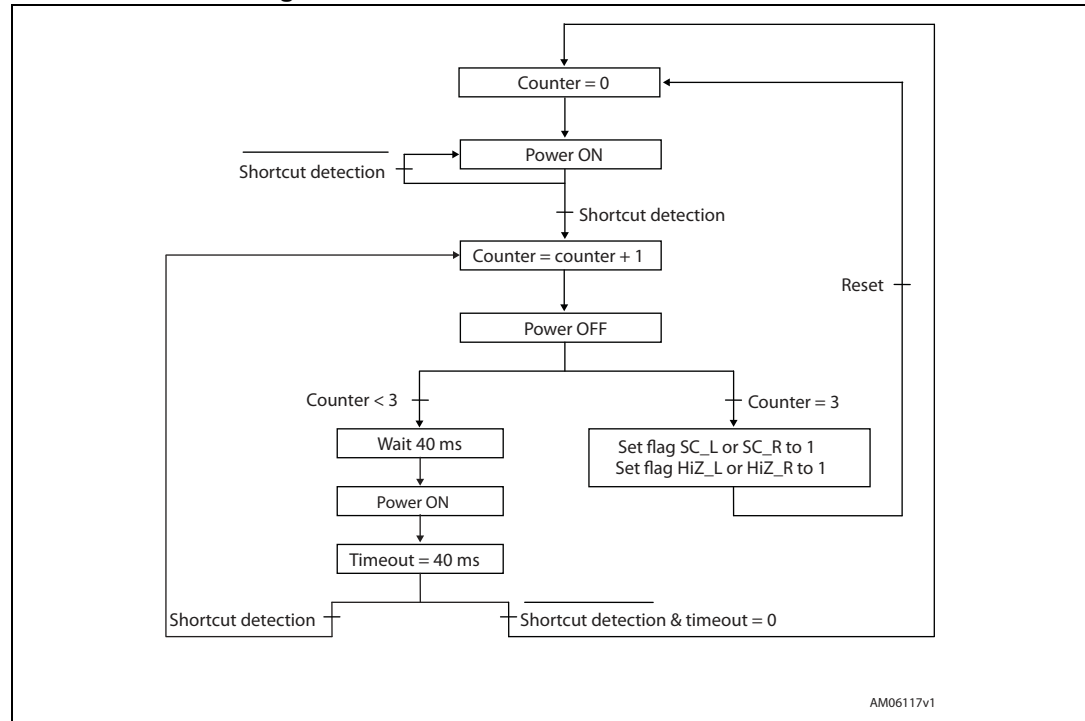 Counter = 0
Power ON
Shortcut detection
Shortcut detection
Counter = counter + 1
Reset
Power OFF
Counter < 3
Counter = 3
Wait 40 ms
Set flag SC_L or SC_R to 1
Set flag HiZ_L or HiZ_R to 1
Power ON
Timeout = 40 ms
Shortcut detection
Shortcut detection & timeout = 0
AM06117v1